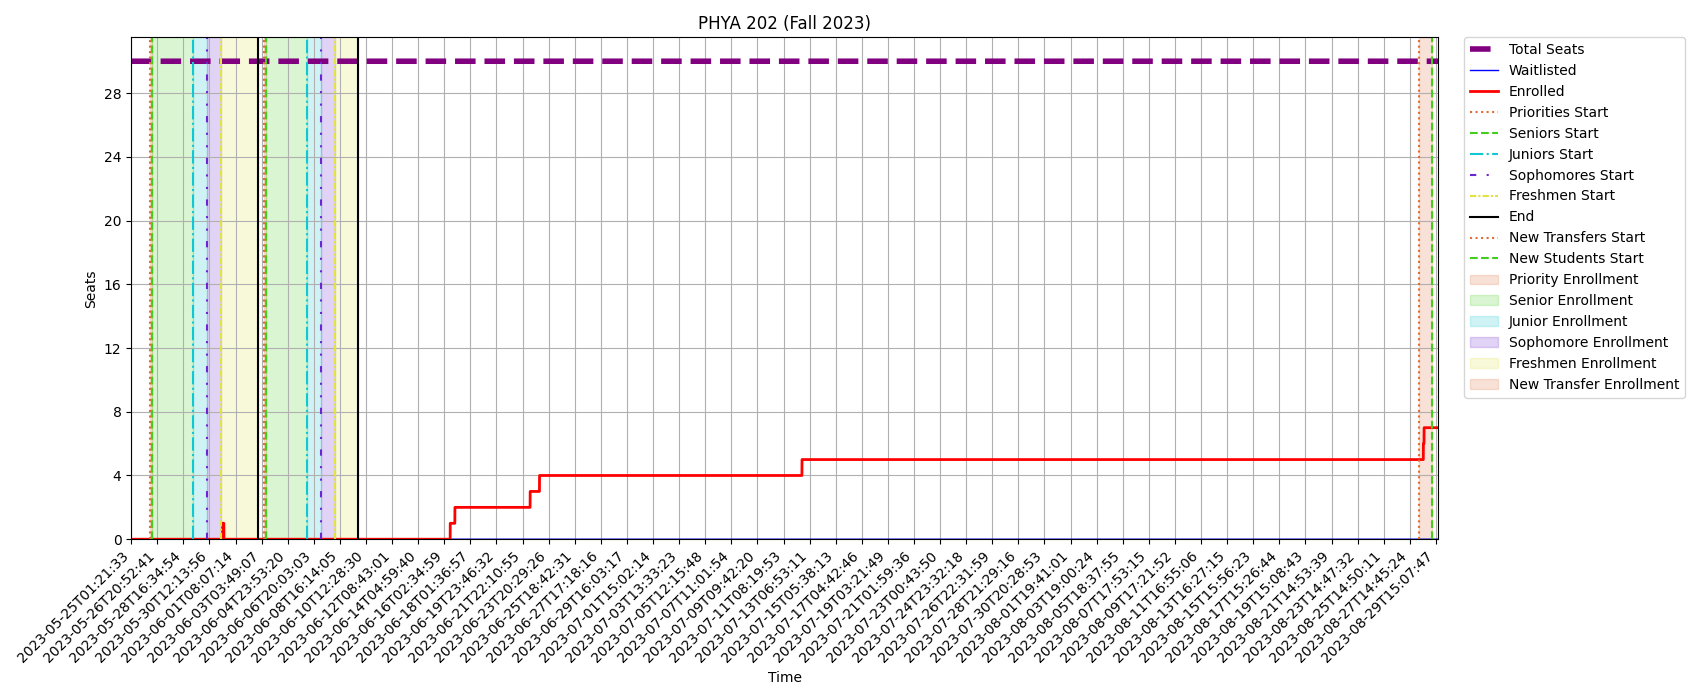 PHYA 202 (Fall 2023)
Seats
28
24
20
16
12
8
4
0
2023-05-25T01:21:33
2023-05-26T20:52:41
2023-05-28T16:34:54
2023-05-30T12:13:56
2023-06-01T08:07:14
2023-06-03T03:49:07
2023-06-04T23:53:20
2023-06-06T20:03:03
2023-06-08T16:14:05
2023-06-10T12:28:30
2023-06-12T08:43:01
2023-06-14T04:59:40
2023-06-16T02:34:59
2023-06-18T01:36:57
2023-06-19T23:46:32
2023-06-21T22:10:55
2023-06-23T20:29:26
2023-06-25T18:42:31
2023-06-27T17:18:16
2023-06-29T16:03:17
2023-07-01T15:02:14
2023-07-03T13:33:23
2023-07-05T12:15:48
2023-07-07T11:01:54
2023-07-09T09:42:20
2023-07-11T08:19:53
2023-07-13T06:53:11
2023-07-15T05:38:13
2023-07-17T04:42:46
2023-07-19T03:21:49
2023-07-21T01:59:36
2023-07-23T00:43:50
2023-07-24T23:32:18
2023-07-26T22:31:59
2023-07-28T21:29:16
2023-07-30T20:28:53
2023-08-01T19:41:01
2023-08-03T19:00:24
2023-08-05T18:37:55
2023-08-07T17:53:15
2023-08-09T17:21:52
2023-08-11T16:55:06
2023-08-13T16:27:15
2023-08-15T15:56:23
2023-08-17T15:26:44
2023-08-19T15:08:43
2023-08-21T14:53:39
2023-08-23T14:47:32
2023-08-25T14:50:11
2023-08-27T14:45:24
2023-08-29T15:07:47
Time
Total Seats
Waitlisted
Enrolled
Priorities Start
Seniors Start
Juniors Start
Sophomores Start
Freshmen Start
End
New Transfers Start
New Students Start
Priority Enrollment
Senior Enrollment
Junior Enrollment
Sophomore Enrollment
Freshmen Enrollment
New Transfer Enrollment